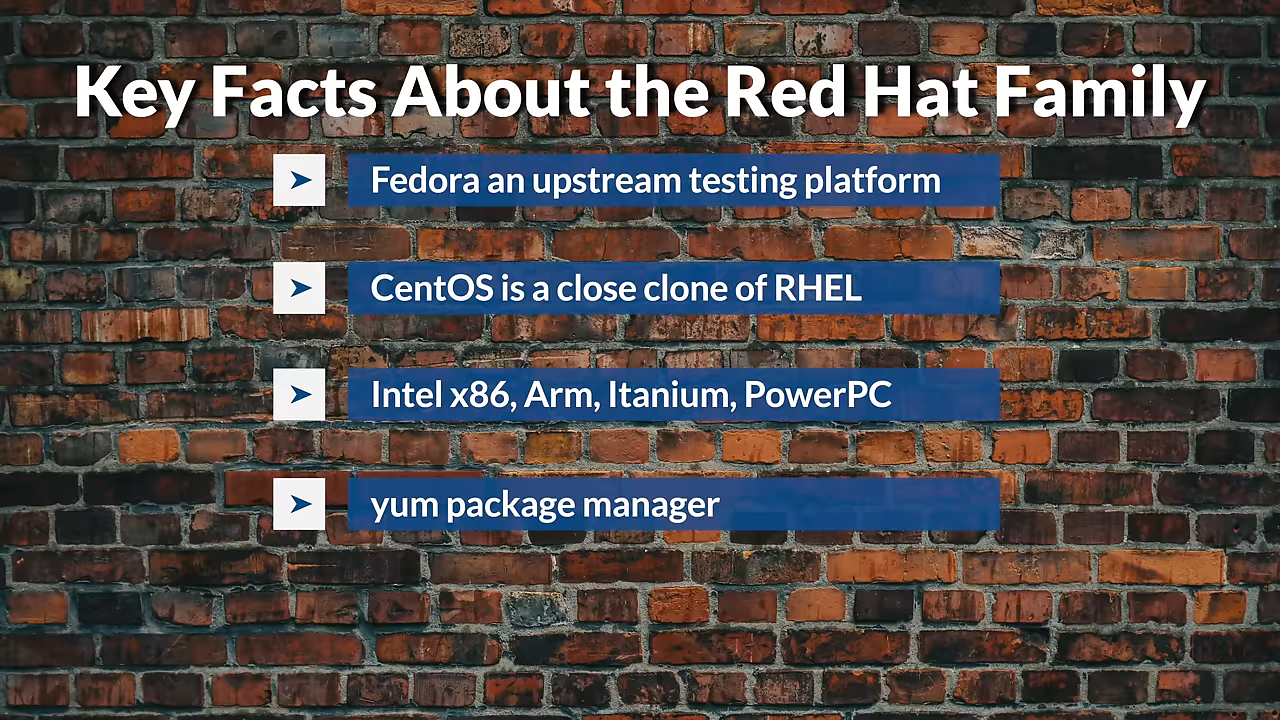 Key Facts About the Red Hat Family
Fedora an upstream testing platform
CentOS is a close clone of RHEL
Intel x86, Arm, Itanium, PowerPC
yum package manager